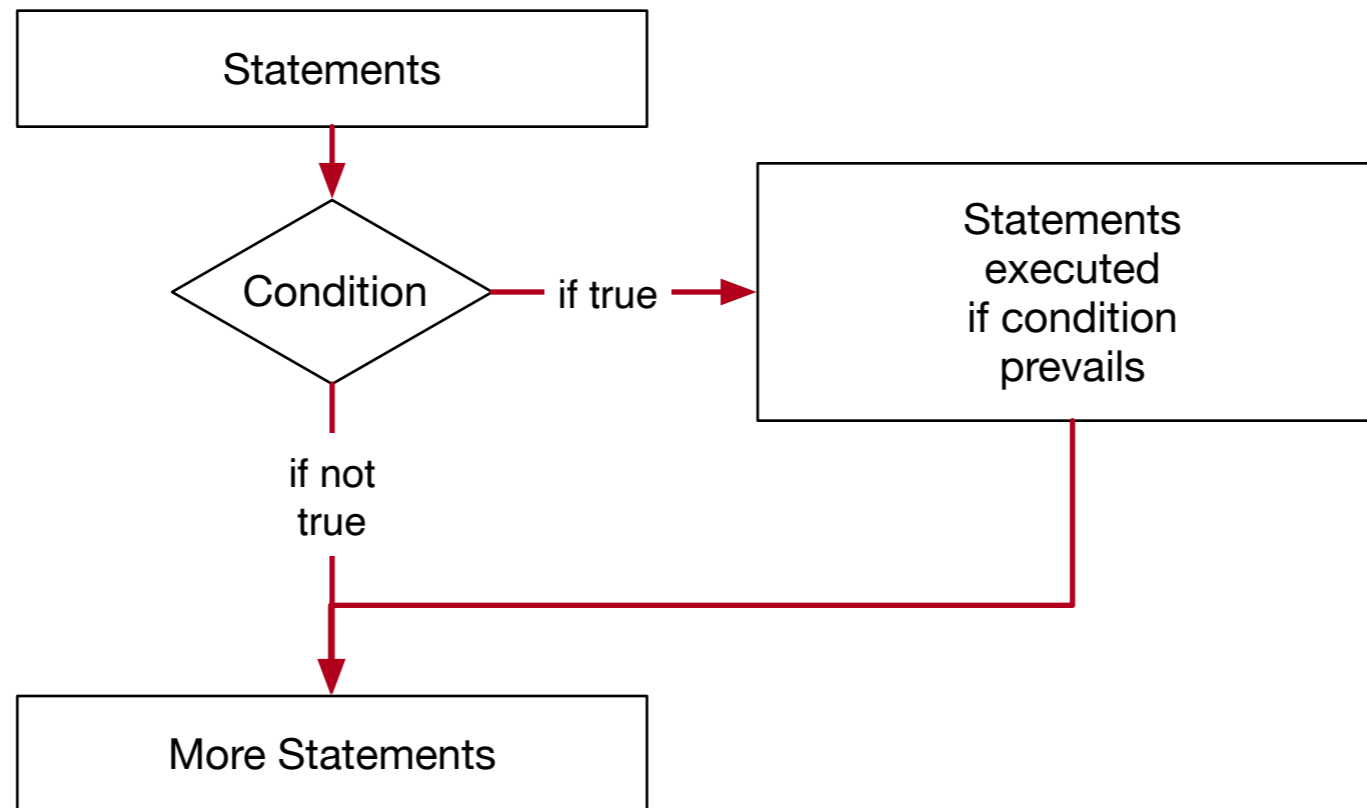 Statements
Condition
if true
Statements
executed
if condition
prevails
if not
true
More Statements